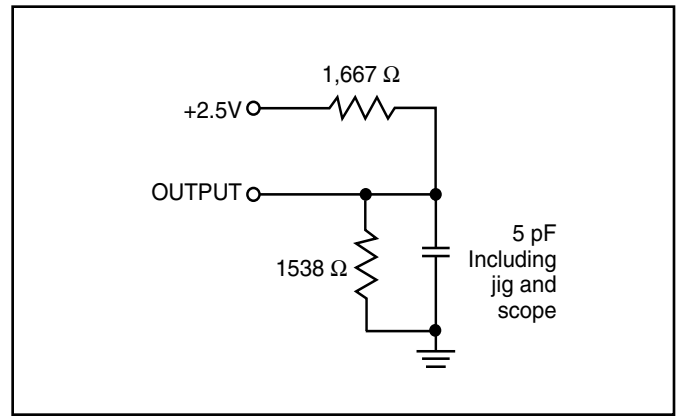 1,667 Ω
+2.5V
OUTPUT
1538 Ω
5 pF
Including
jig and
scope